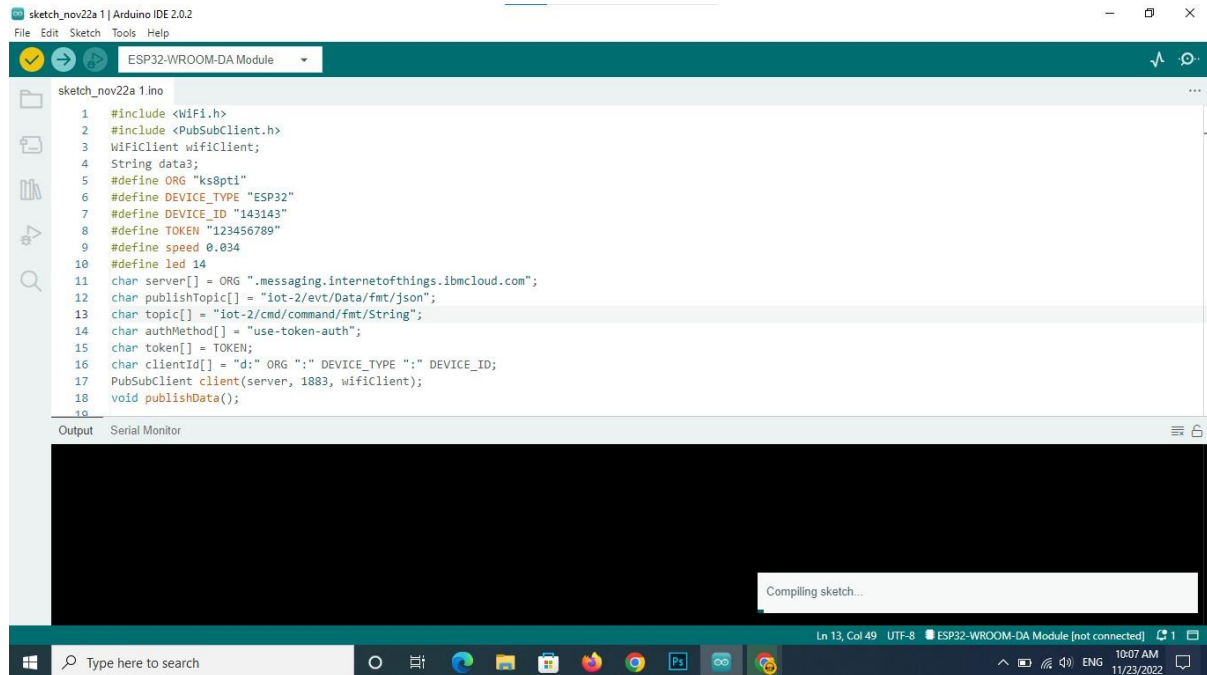 sketch_nov22a 1 | Arduino IDE 2.0.2
File Edit Sketch Tools Help
ESP32-WROOM-DA Module
sketch_nov22a 1.ino
...
1 #include <WiFi.h>
2 #include <PubSubClient.h>
3 WiFiClient wifiClient;
4 String data3;
5 #define ORG "ks8pti"
6 #define DEVICE_TYPE "ESP32"
7 #define DEVICE_ID "143143"
8 #define TOKEN "123456789"
9 #define speed 0.034
10 #define led 14
11 char server[] = ORG ".messaging.internetofthings.ibmcloud.com";
12 char publishTopic[] = "iot-2/evt/Data/fmt/json";
13 char topic[] = "iot-2/cmd/command/fmt/String";
14 char authMethod[] = "use-token-auth";
15 char token[] = TOKEN;
16 char clientId[] = "d:" ORG ":" DEVICE_TYPE ":" DEVICE_ID;
17 PubSubClient client(server, 1883, wifiClient);
18 void publishData();
19
Output Serial Monitor
Compiling sketch...
Ln 13, Col 49 UTF-8 ESP32-WROOM-DA Module [not connected] 1
Type here to search
Ps
ENG
10:07 AM
11/23/2022